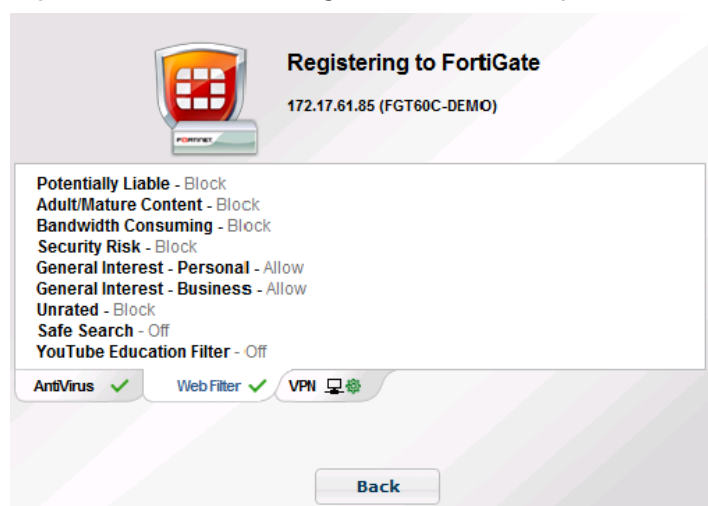 Registering to FortiGate
172.17.61.85 (FGT60C-DEMO)
FORTINET
Potentially Liable - Block
Adult/Mature Content - Block
Bandwidth Consuming - Block
Security Risk - Block
General Interest - Personal - Allow
General Interest - Business - Allow
Unrated - Block
Safe Search - Off
YouTube Education Filter - Off
AntiVirus Web Filter VPN
Back